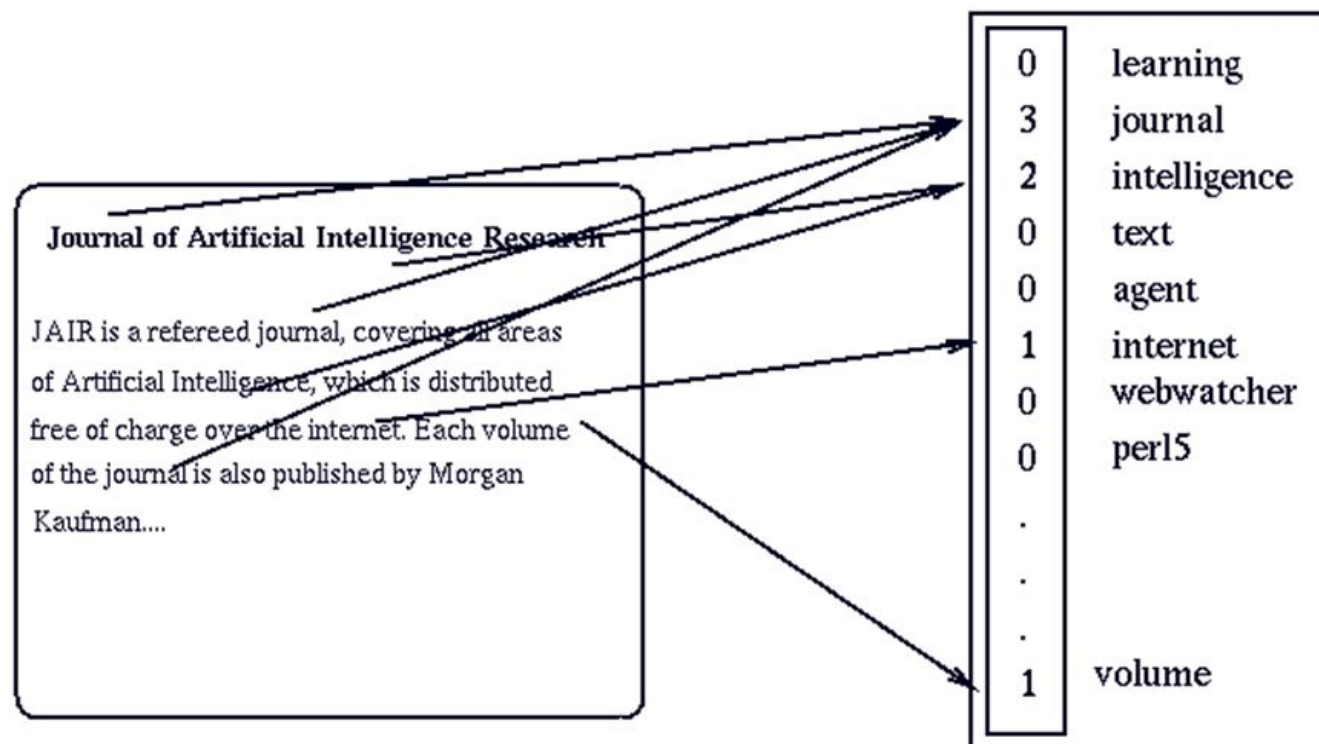 Journal of Artificial Intelligence Research
JAIR is a refereed journal, covering all areas
of Artificial Intelligence, which is distributed
free of charge over the internet. Each volume
of the journal is also published by Morgan
Kaufman....
0 learning
3 journal
2 intelligence
0 text
0 agent
1 internet
0 webwatcher
0 perl5
.
.
.
1 volume